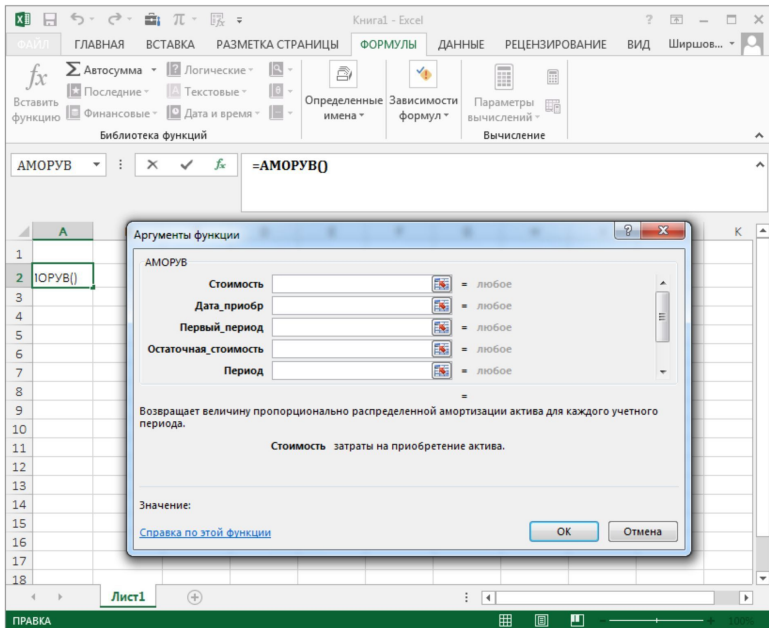 Книга1 - Excel
ФАЙЛ ГЛАВНАЯ ВСТАВКА РАЗМЕТКА СТРАНИЦЫ ФОРМУЛЫ ДАННЫЕ РЕЦЕНЗИРОВАНИЕ ВИД Ширшов...
Вставить функцию
Автосумма
Последние
Финансовые
Логические
Текстовые
Дата и время
Определенные имена
Зависимости формул
Параметры вычислений
Библиотека функций
Вычисление
АМОРУВ
=АМОРУВ()
A K
1
2 ЮРУВ()
3
4
5
6
7
8
9
10
11
12
13
14
15
16
17
18
Аргументы функции
АМОРУВ
Стоимость = любое
Дата_приобр = любое
Первый_период = любое
Остаточная_стоимость = любое
Период = любое
=
Возвращает величину пропорционально распределенной амортизации актива для каждого учетного
периода.
Стоимость затраты на приобретение актива.
Значение:
Справка по этой функции
ОК Отмена
Лист1
ПРАВКА 100%